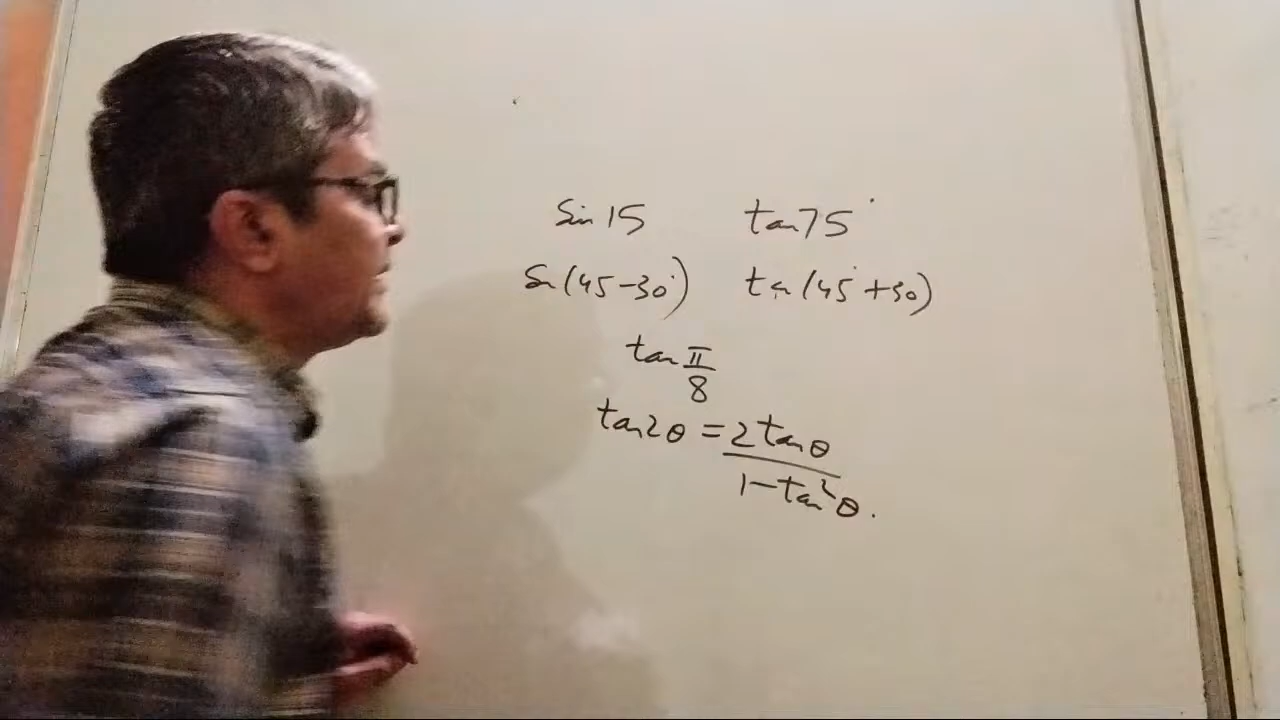 Sin 15 tan 75°
Sin (45 - 30°) tan (45° + 30)
tan π/8
tan 2θ = 2 tan θ
1 - tan² θ.